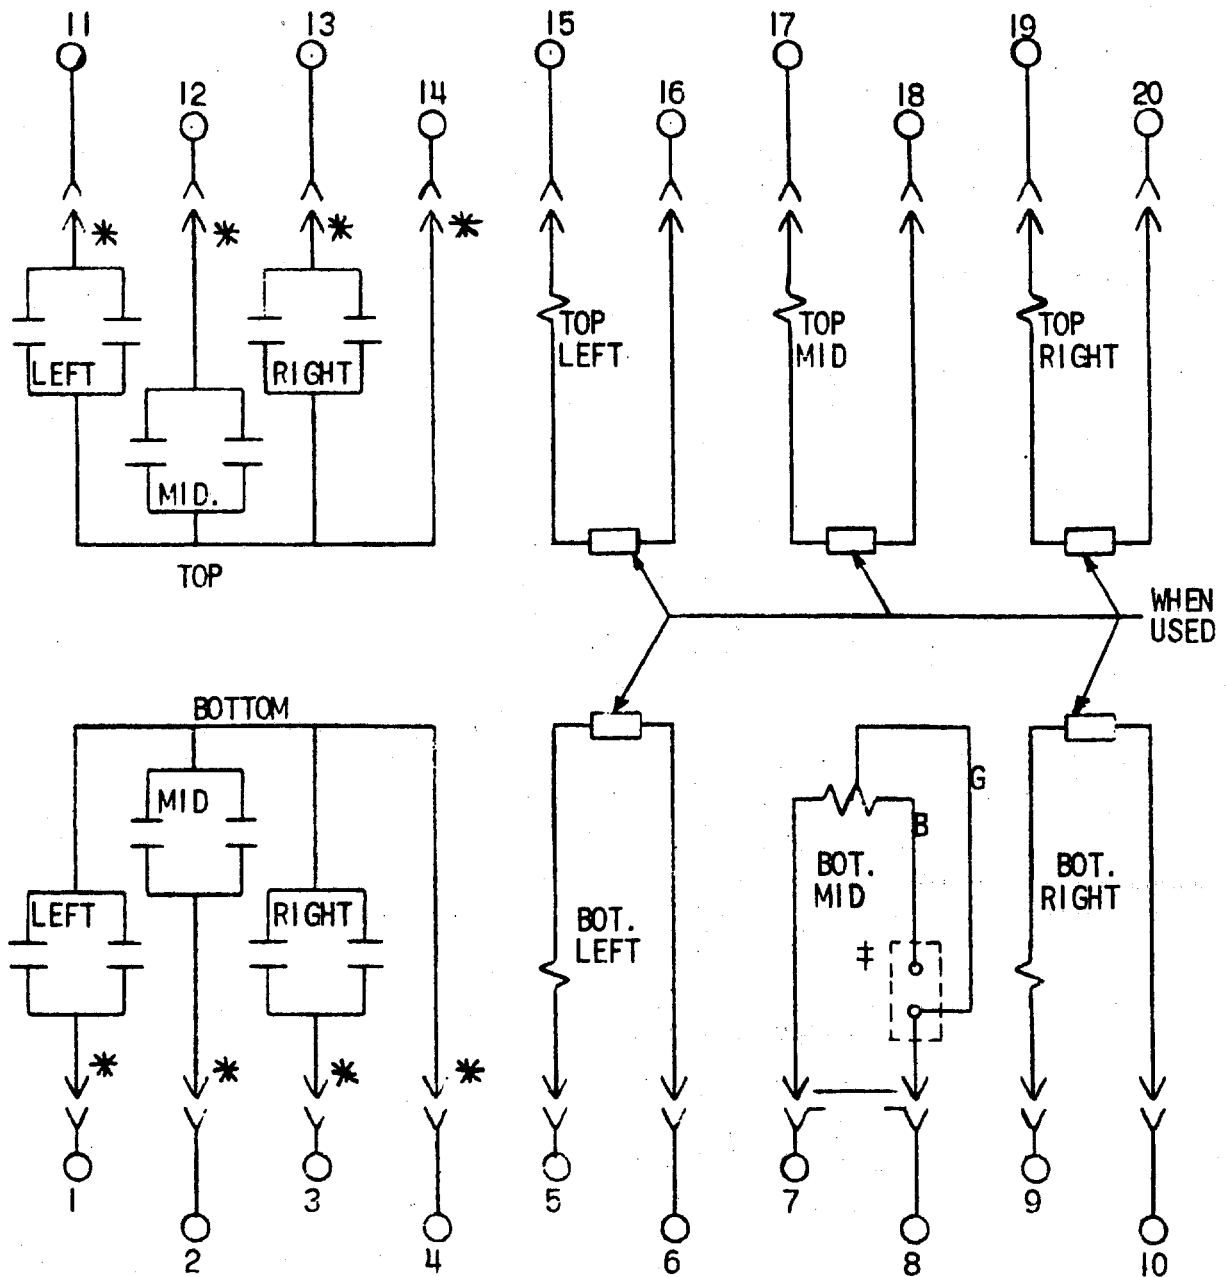 11
13
15
17
19
12
14
16
18
20
*
*
*
*
TOP
LEFT
TOP
MID
TOP
RIGHT
LEFT
RIGHT
MID.
TOP
WHEN
USED
BOTTOM
MID
G
B
BOT.
MID
BOT.
RIGHT
LEFT
RIGHT
BOT.
LEFT
‡
*
*
*
*
1
3
5
7
9
2
4
6
8
10